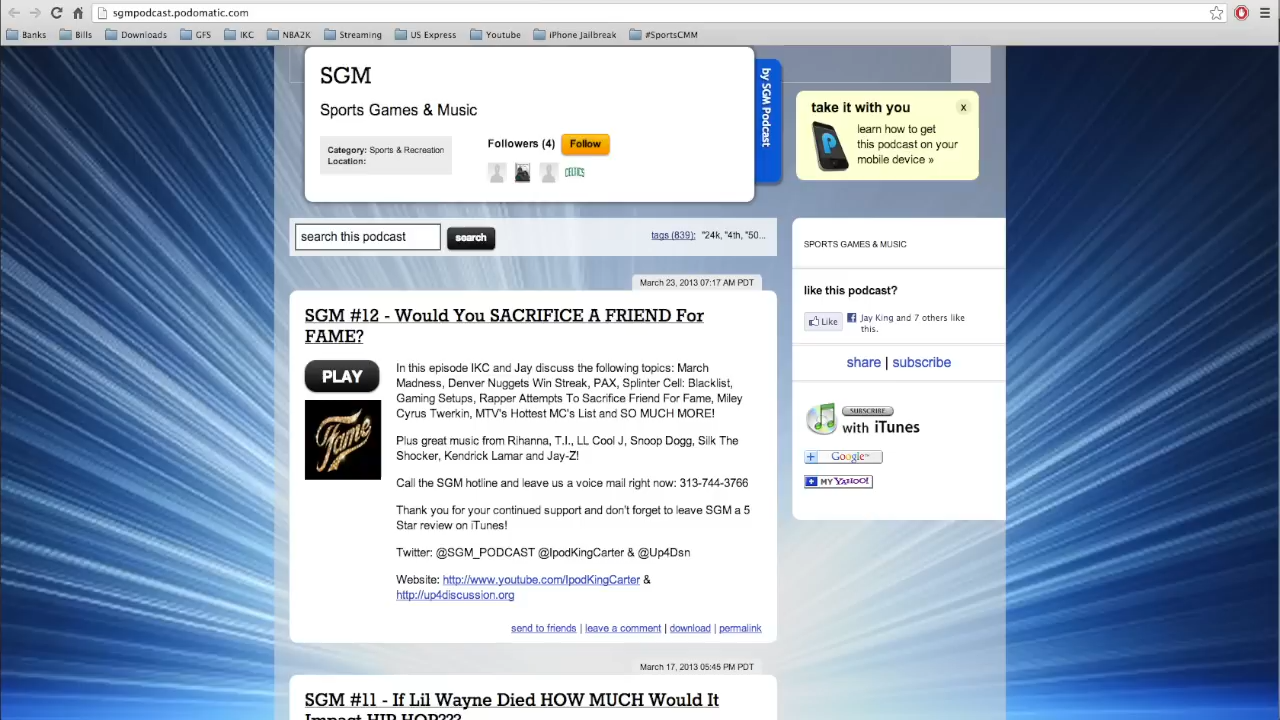 sgmpodcast.podomatic.com
Banks Bills Downloads GFS IKC NBA2K Streaming US Express Youtube iPhone Jailbreak #SportsCMM
SGM
Sports Games & Music
Category: Sports & Recreation
Location:
Followers (4) Follow
CELTICS
by SGM Podcast
take it with you x
learn how to get
this podcast on your
mobile device »
search this podcast search tags (839): "24k, "4th, "50...
SPORTS GAMES & MUSIC
like this podcast?
Like Jay King and 7 others like
this.
share | subscribe
SUBSCRIBE
with iTunes
+ Google™
+ MY YAHOO!
March 23, 2013 07:17 AM PDT
SGM #12 - Would You SACRIFICE A FRIEND For
FAME?
PLAY
Fame
In this episode IKC and Jay discuss the following topics: March
Madness, Denver Nuggets Win Streak, PAX, Splinter Cell: Blacklist,
Gaming Setups, Rapper Attempts To Sacrifice Friend For Fame, Miley
Cyrus Twerkin, MTV's Hottest MC's List and SO MUCH MORE!
Plus great music from Rihanna, T.I., LL Cool J, Snoop Dogg, Silk The
Shocker, Kendrick Lamar and Jay-Z!
Call the SGM hotline and leave us a voice mail right now: 313-744-3766
Thank you for your continued support and don't forget to leave SGM a 5
Star review on iTunes!
Twitter: @SGM_PODCAST @IpodKingCarter & @Up4Dsn
Website: http://www.youtube.com/IpodKingCarter &
http://up4discussion.org
send to friends | leave a comment | download | permalink
March 17, 2013 05:45 PM PDT
SGM #11 - If Lil Wayne Died HOW MUCH Would It
Impact HIP HOP???